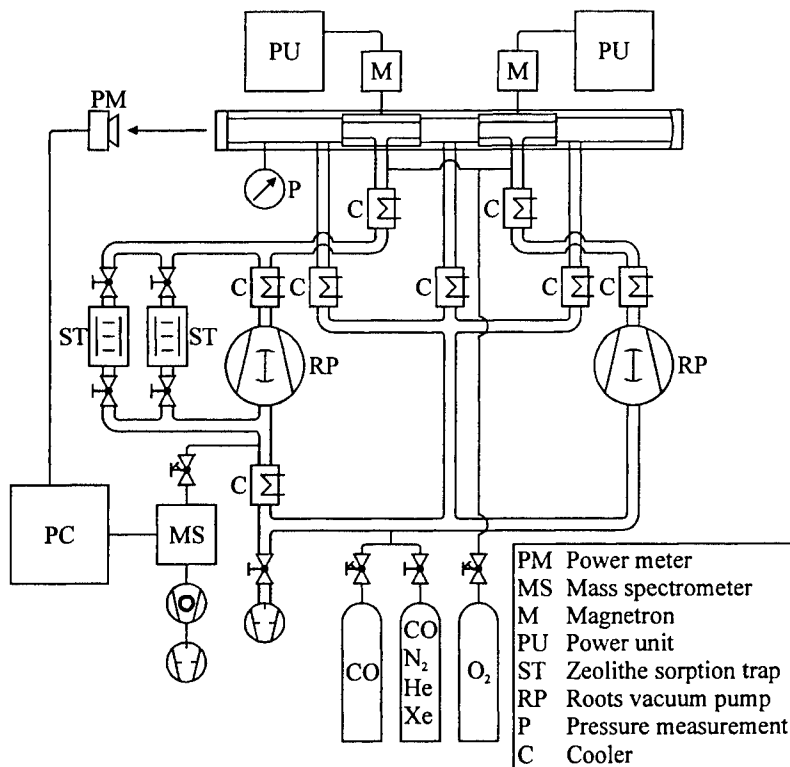 PU
PU
M
M
PM
P
C
C
C
C
C
C
C
ST
ST
RP
RP
PC
MS
CO
CO
N₂
He
Xe
O₂
PM Power meter
MS Mass spectrometer
M Magnetron
PU Power unit
ST Zeolithe sorption trap
RP Roots vacuum pump
P Pressure measurement
C Cooler